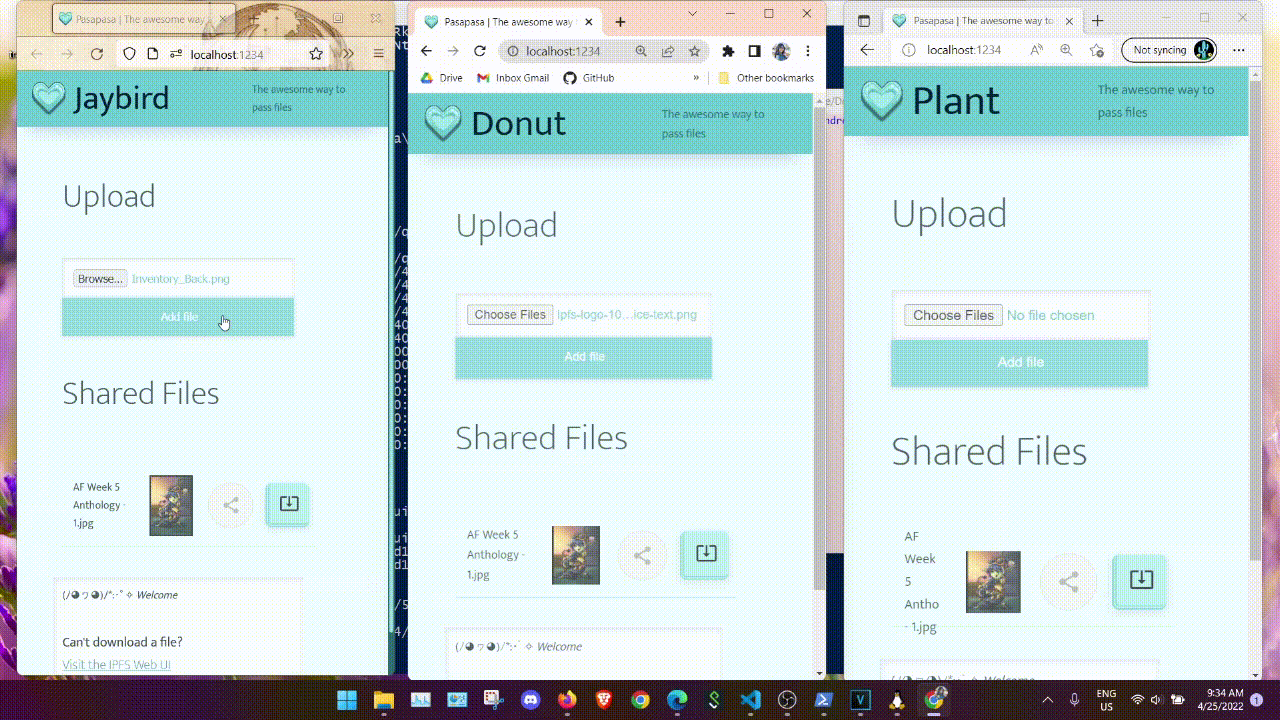 Pasapasa | The awesome way
localhost:1234
Jaybird
The awesome way to
pass files
Upload
Browse... Inventory_Back.png
Add file
Shared Files
AF Week 5
Anthology -
1.jpg
(/◕ヮ◕)/*:･ﾟ✧ Welcome
Can't download a file?
Visit the IPFS Web UI
Pasapasa | The awesome way
localhost:1234
Drive
Inbox Gmail
GitHub
»
Other bookmarks
Donut
The awesome way to
pass files
Upload
Choose Files Ipfs-logo-10...ice-text.png
Add file
Shared Files
AF Week 5
Anthology -
1.jpg
(/◕ヮ◕)/*:･ﾟ✧ Welcome
Pasapasa | The awesome way to
localhost:1234
Not syncing
Plant
The awesome way to
pass files
Upload
Choose Files No file chosen
Add file
Shared Files
AF
Week
5
Antho
- 1.jpg
ENG
US
9:34 AM
4/25/2022